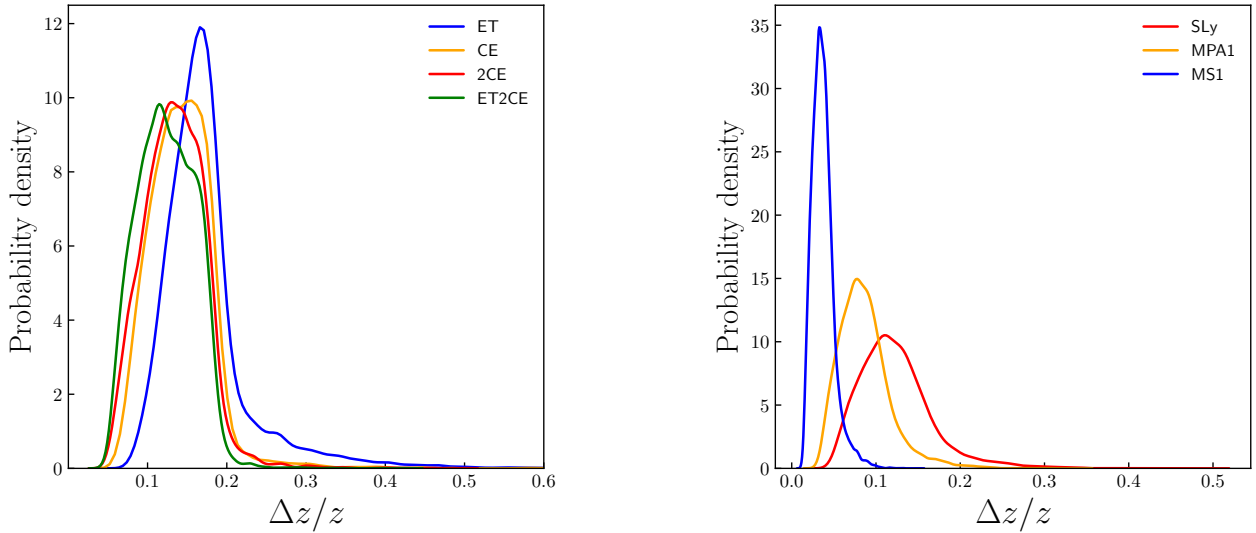 12
10
8
6
4
2
0
Probability density
ET
CE
2CE
ET2CE
0.1 0.2 0.3 0.4 0.5 0.6
Δz/z
35
30
25
20
15
10
5
0
Probability density
SLy
MPA1
MS1
0.0 0.1 0.2 0.3 0.4 0.5
Δz/z